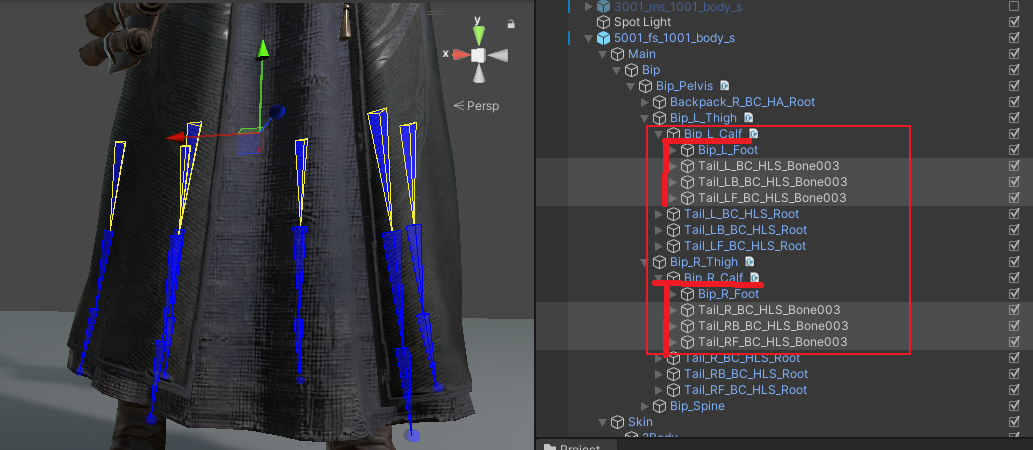 3001_ms_1001_body_s
Spot Light
5001_fs_1001_body_s
Main
Bip
Bip_Pelvis
Backpack_R_BC_HA_Root
Bip_L_Thigh
Bip_L_Calf
Bip_L_Foot
Tail_L_BC_HLS_Bone003
Tail_LB_BC_HLS_Bone003
Tail_LF_BC_HLS_Bone003
Tail_L_BC_HLS_Root
Tail_LB_BC_HLS_Root
Tail_LF_BC_HLS_Root
Bip_R_Thigh
Bip_R_Calf
Bip_R_Foot
Tail_R_BC_HLS_Bone003
Tail_RB_BC_HLS_Bone003
Tail_RF_BC_HLS_Bone003
Tail_R_BC_HLS_Root
Tail_RB_BC_HLS_Root
Tail_RF_BC_HLS_Root
Bip_Spine
Skin
2Body
Project
y
x
Persp